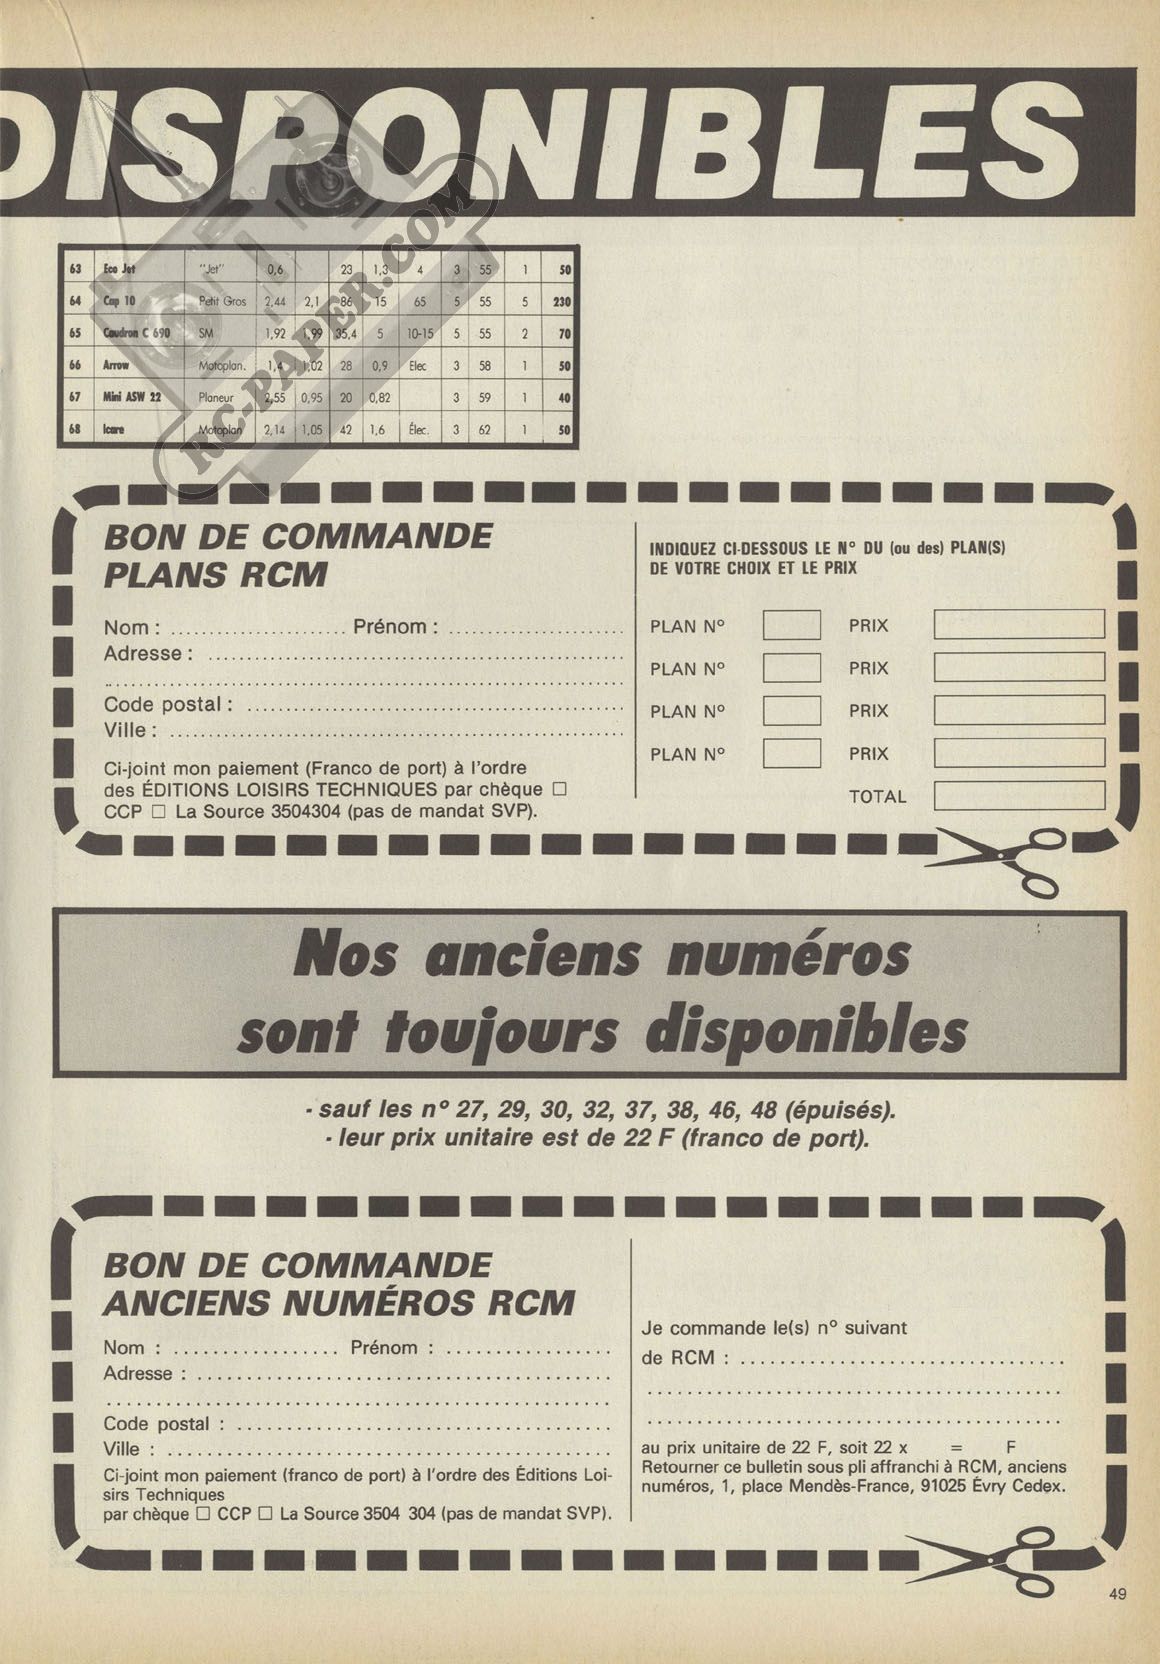 DISPONIBLES
63 Eco Jet "Jet" 0,6 23 1,3 4 3 55 1 50
64 Cap 10 Petit Gros 2,44 2,1 86 15 65 5 55 5 230
65 Caudron C 690 SM 1,92 1,99 35,4 5 10-15 5 55 2 70
66 Arrow Motoplan. 1,4 1,02 28 0,9 Elec 3 58 1 50
67 Mini ASW 22 Planeur 2,55 0,95 20 0,82 3 59 1 40
68 Icare Motoplan 2,14 1,05 42 1,6 Élec. 3 62 1 50
RC-PAPER.COM
BON DE COMMANDE
PLANS RCM
Nom : Prénom :
Adresse :
Code postal :
Ville :
Ci-joint mon paiement (Franco de port) à l'ordre
des ÉDITIONS LOISIRS TECHNIQUES par chèque □
CCP □ La Source 3504304 (pas de mandat SVP).
INDIQUEZ CI-DESSOUS LE N° DU (ou des) PLAN(S)
DE VOTRE CHOIX ET LE PRIX
PLAN N° PRIX
PLAN N° PRIX
PLAN N° PRIX
PLAN N° PRIX
TOTAL
Nos anciens numéros
sont toujours disponibles
- sauf les n° 27, 29, 30, 32, 37, 38, 46, 48 (épuisés).
- leur prix unitaire est de 22 F (franco de port).
BON DE COMMANDE
ANCIENS NUMÉROS RCM
Nom : Prénom :
Adresse :
Code postal :
Ville :
Ci-joint mon paiement (franco de port) à l'ordre des Éditions Loi-
sirs Techniques
par chèque □ CCP □ La Source 3504 304 (pas de mandat SVP).
Je commande le(s) n° suivant
de RCM :
au prix unitaire de 22 F, soit 22 x = F
Retourner ce bulletin sous pli affranchi à RCM, anciens
numéros, 1, place Mendès-France, 91025 Évry Cedex.
49